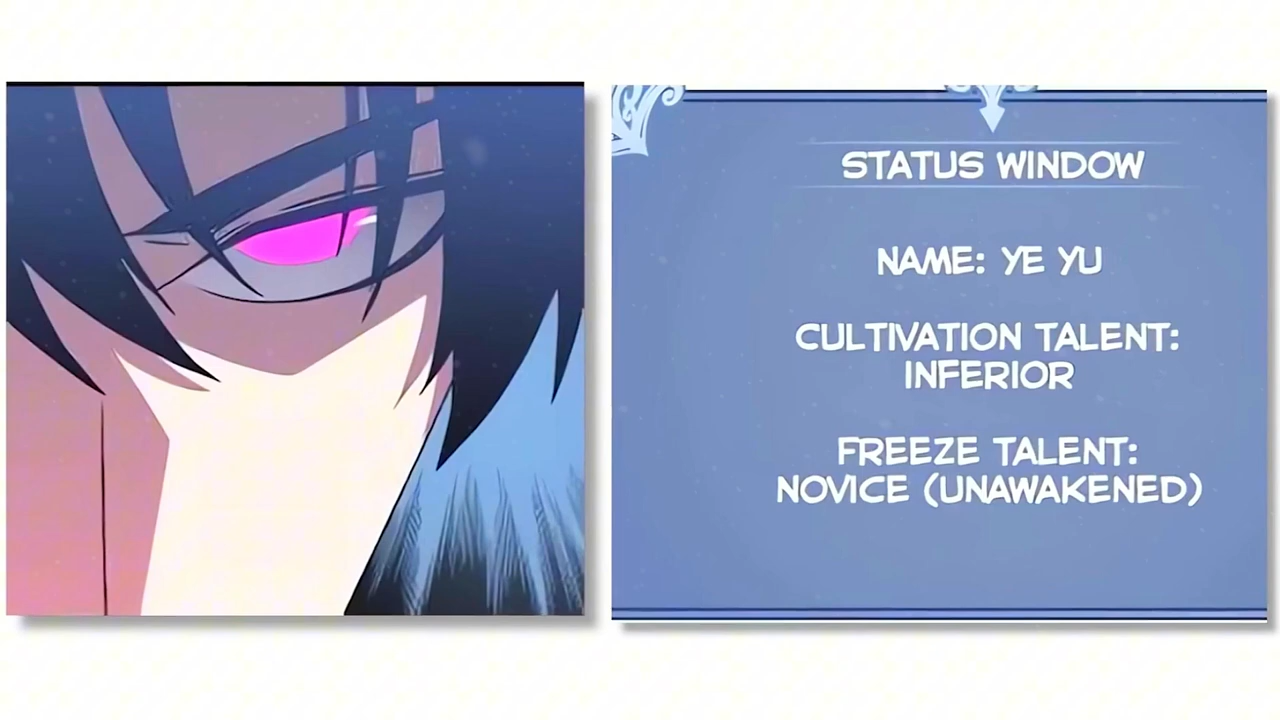 STATUS WINDOW
NAME: YE YU
CULTIVATION TALENT:
INFERIOR
FREEZE TALENT:
NOVICE (UNAWAKENED)